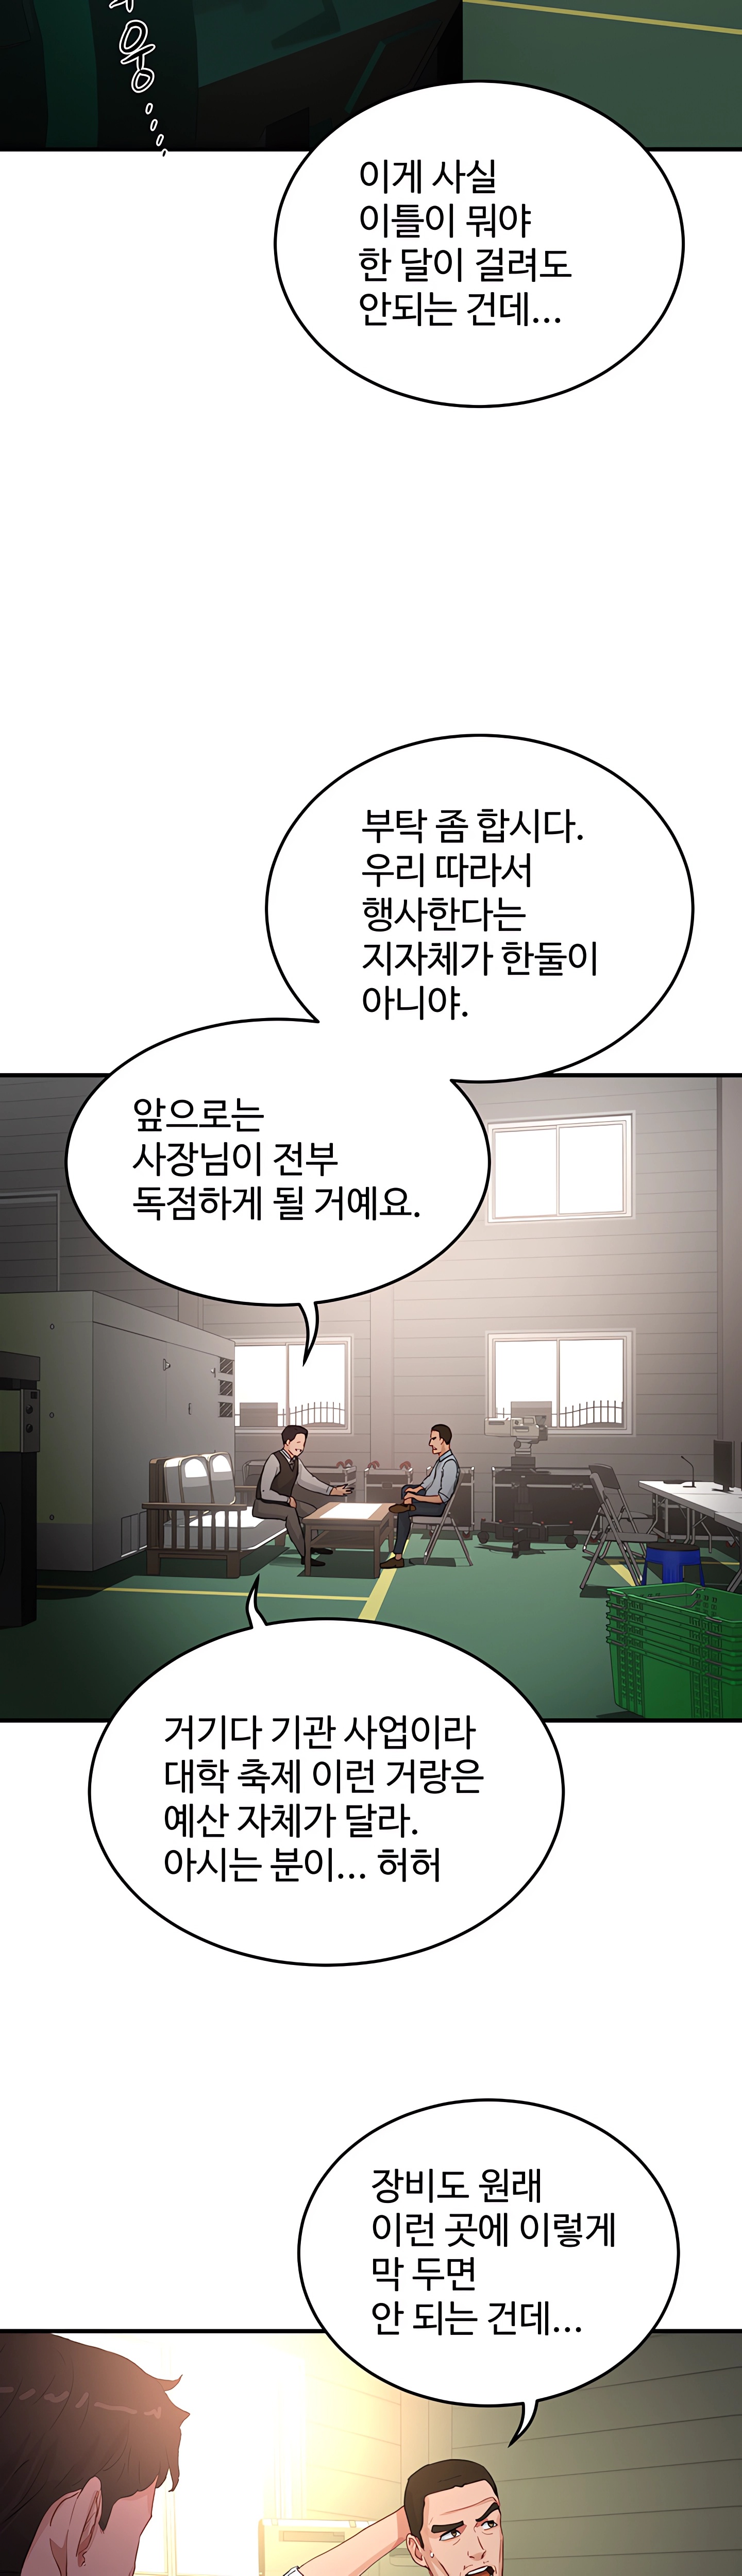 웅...
이게 사실
이틀이 뭐야
한 달이 걸려도
안되는 건데...
부탁 좀 합시다.
우리 따라서
행사한다는
지자체가 한둘이
아니야.
앞으로는
사장님이 전부
독점하게 될 거예요.
거기다 기관 사업이라
대학 축제 이런 거랑은
예산 자체가 달라.
아시는 분이... 허허
장비도 원래
이런 곳에 이렇게
막 두면
안 되는 건데...